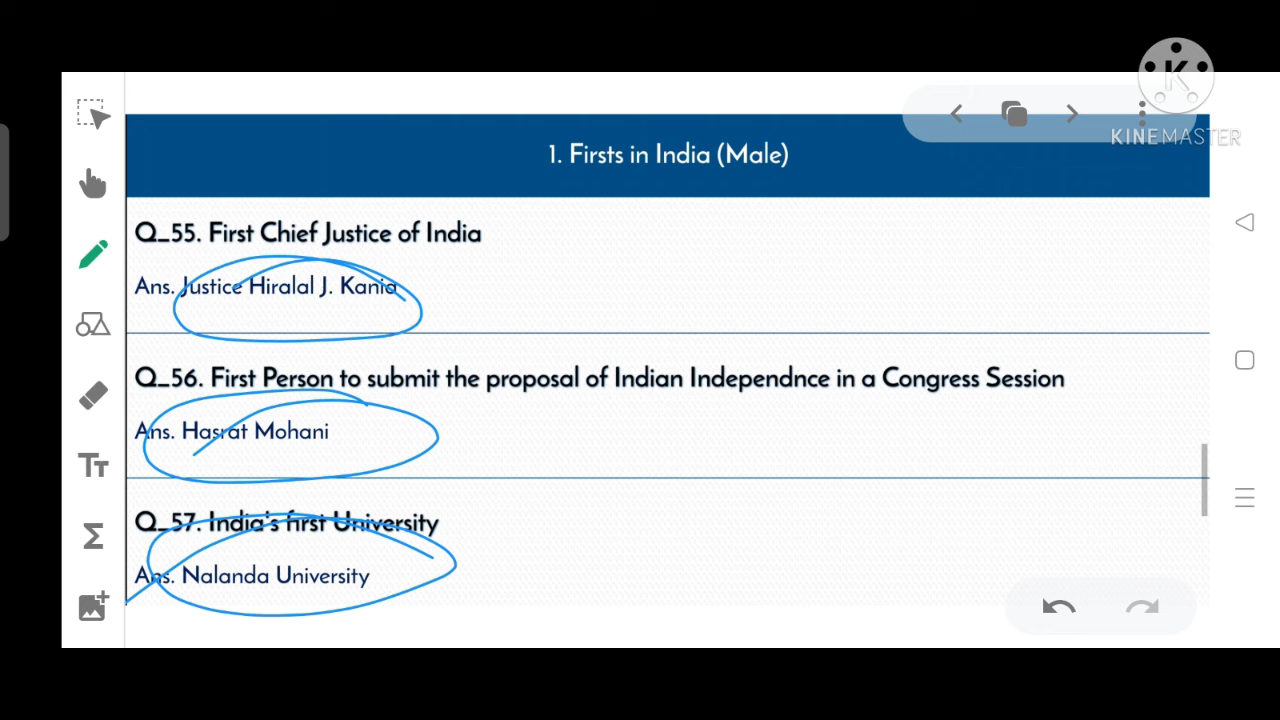 KINEMASTER
1. Firsts in India (Male)
Q_55. First Chief Justice of India
Ans. Justice Hiralal J. Kania
Q_56. First Person to submit the proposal of Indian Independnce in a Congress Session
Ans. Hasrat Mohani
Q_57. India's first University
Ans. Nalanda University